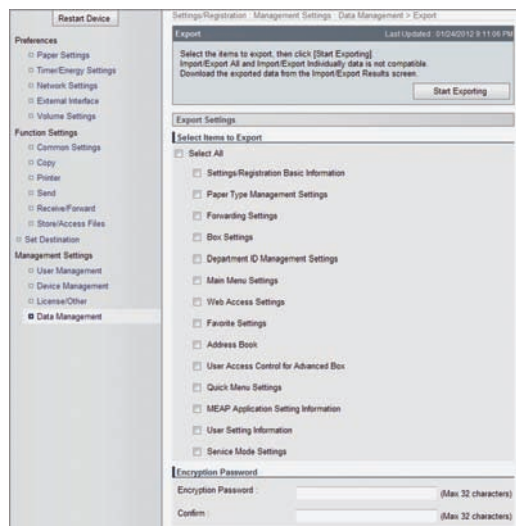 Restart Device
Preferences
Paper Settings
Timer/Energy Settings
Network Settings
External Interface
Volume Settings
Function Settings
Common Settings
Copy
Printer
Send
Receive/Forward
Store/Access Files
Set Destination
Management Settings
User Management
Device Management
License/Other
Data Management
Settings/Registration : Management Settings : Data Management > Export
Export
Last Updated : 01/24/2012 9:11:06 PM
Select the items to export, then click [Start Exporting]
Import/Export All and Import/Export Individually data is not compatible.
Download the exported data from the Import/Export Results screen.
Start Exporting
Export Settings
Select Items to Export
Select All
Settings/Registration Basic Information
Paper Type Management Settings
Forwarding Settings
Box Settings
Department ID Management Settings
Main Menu Settings
Web Access Settings
Favorite Settings
Address Book
User Access Control for Advanced Box
Quick Menu Settings
MEAP Application Setting Information
User Setting Information
Service Mode Settings
Encryption Password
Encryption Password :
(Max 32 characters)
Confirm :
(Max 32 characters)